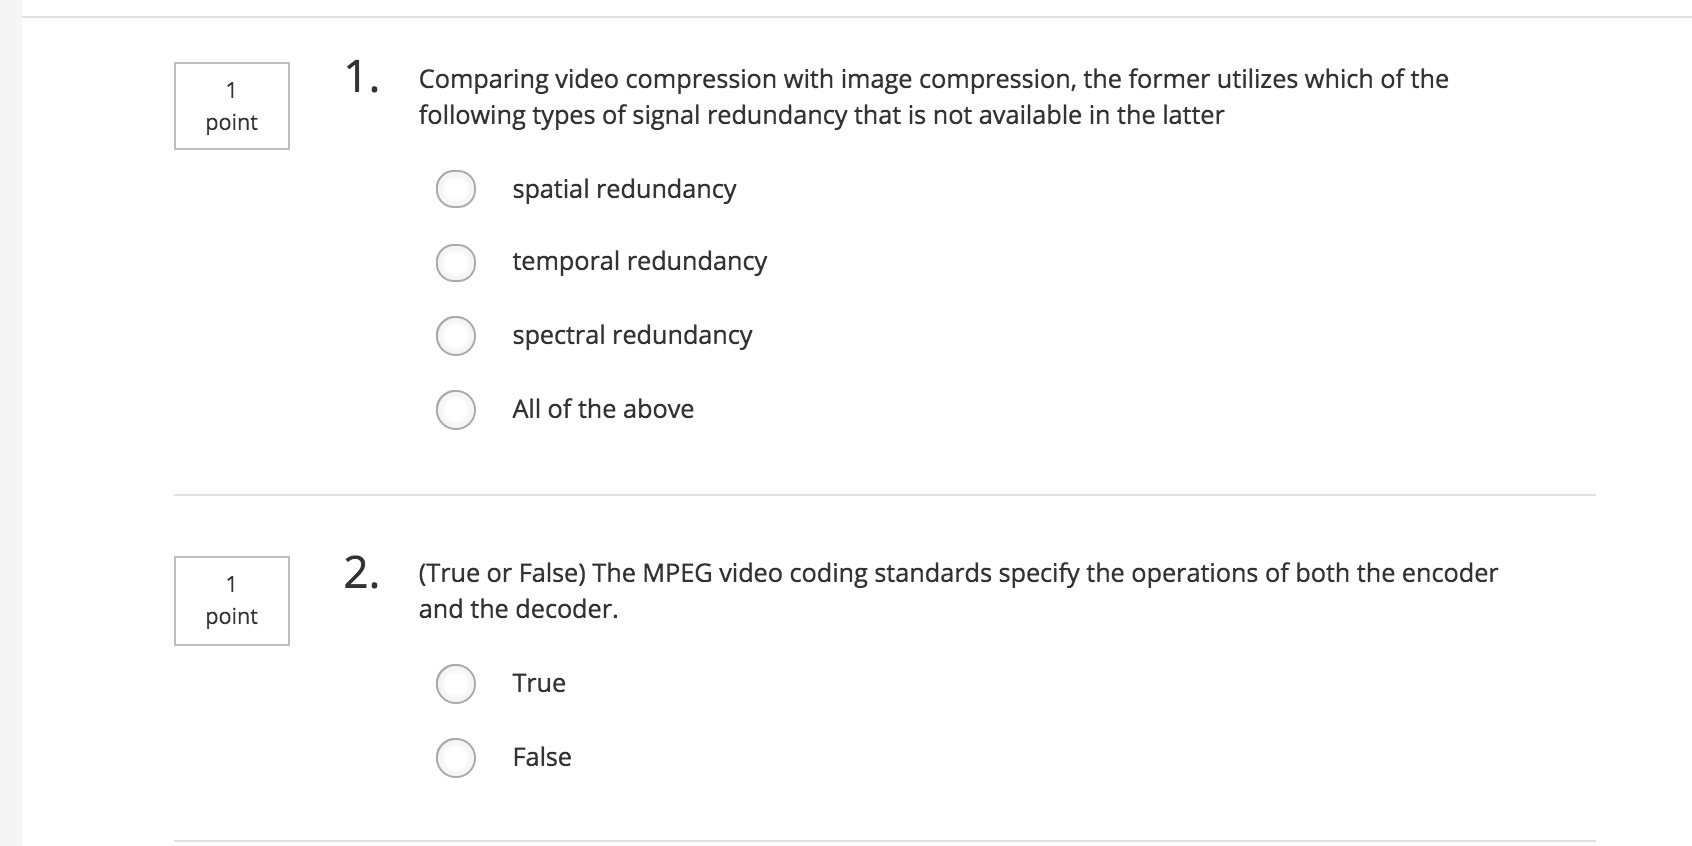 1
point
1.
Comparing video compression with image compression, the former utilizes which of the
following types of signal redundancy that is not available in the latter
spatial redundancy
temporal redundancy
spectral redundancy
All of the above
1
point
2.
(True or False) The MPEG video coding standards specify the operations of both the encoder
and the decoder.
True
False